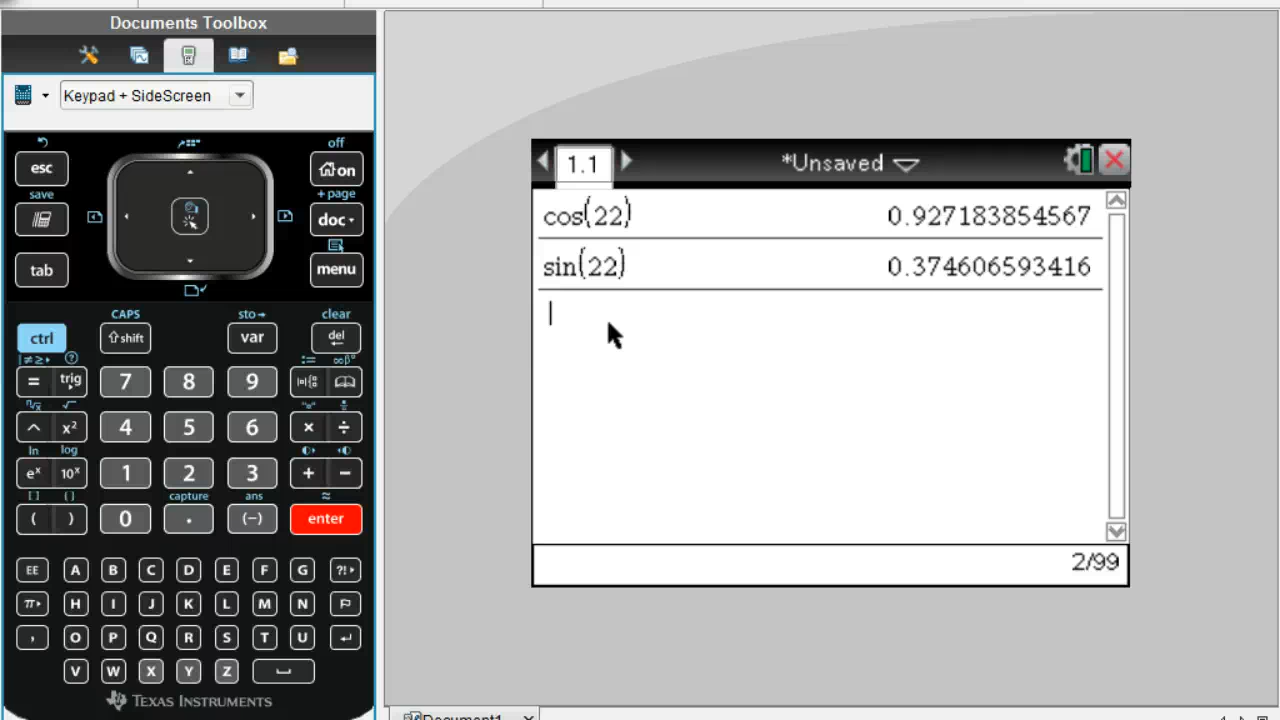 Documents Toolbox
Keypad + SideScreen
off
esc
on
save
+ page
doc
tab
menu
CAPS
sto→
clear
ctrl
shift
var
del
|≠≥▸
:=
∞β°
= trig 7 8 9
n√x √
"∞"
^ x² 4 5 6 × ÷
ln log
eˣ 10ˣ 1 2 3 + −
[ ] { } capture ans ≈
( ) 0 . (−) enter
EE A B C D E F G ?!▸
π▸ H I J K L M N
, O P Q R S T U ↵
V W X Y Z
TEXAS INSTRUMENTS
1.1
*Unsaved
cos(22) 0.927183854567
sin(22) 0.374606593416
2/99
Document1